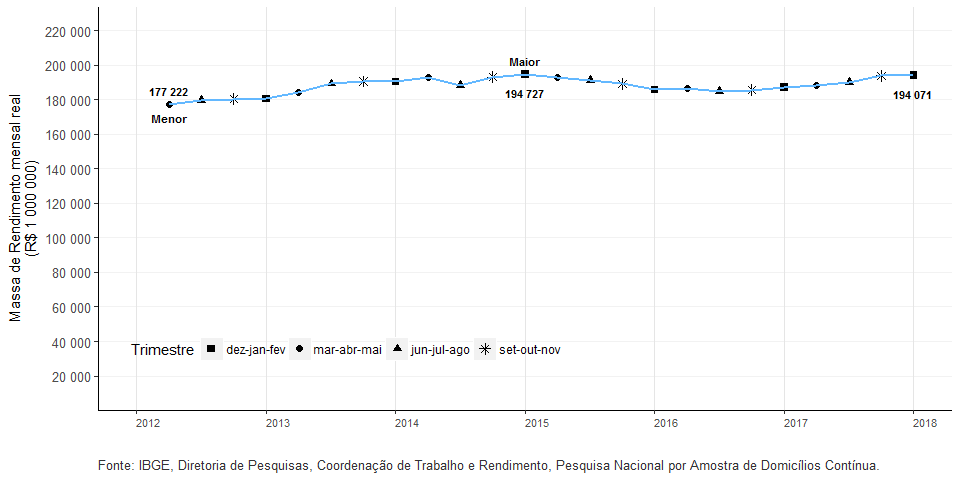 Massa de Rendimento mensal real
(R$ 1 000 000)
220 000
200 000
180 000
160 000
140 000
120 000
100 000
80 000
60 000
40 000
20 000
177 222
Menor
Maior
194 727
194 071
Trimestre dez-jan-fev mar-abr-mai jun-jul-ago set-out-nov
2012 2013 2014 2015 2016 2017 2018
Fonte: IBGE, Diretoria de Pesquisas, Coordenação de Trabalho e Rendimento, Pesquisa Nacional por Amostra de Domicílios Contínua.